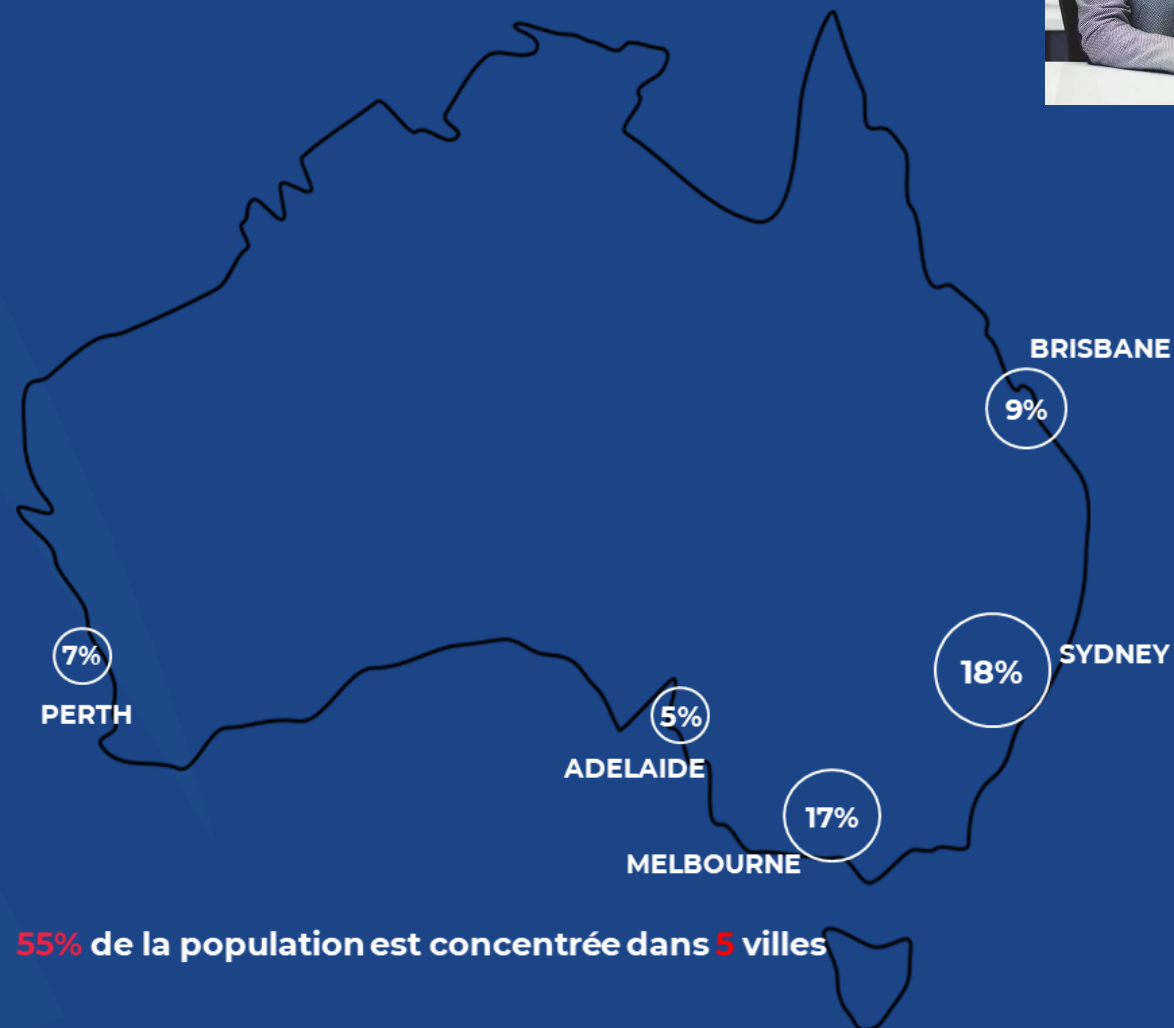 BRISBANE
9%
SYDNEY
18%
7%
PERTH
5%
ADELAIDE
17%
MELBOURNE
55% de la population est concentrée dans 5 villes